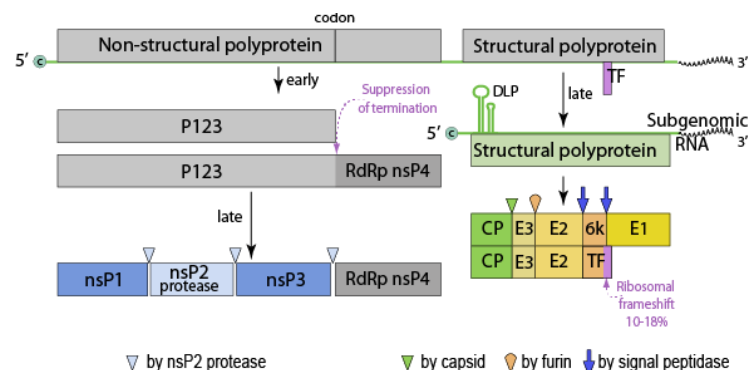 codon
Non-structural polyprotein
Structural polyprotein
5′ c
3′
TF
early
late
Suppression
of termination
DLP
P123
5′ c
Subgenomic
RNA
3′
Structural polyprotein
P123
RdRp nsP4
late
CP E3 E2 6k E1
CP E3 E2 TF
nsP1
nsP2
protease
nsP3
RdRp nsP4
Ribosomal
frameshift
10-18%
by nsP2 protease
by capsid
by furin
by signal peptidase